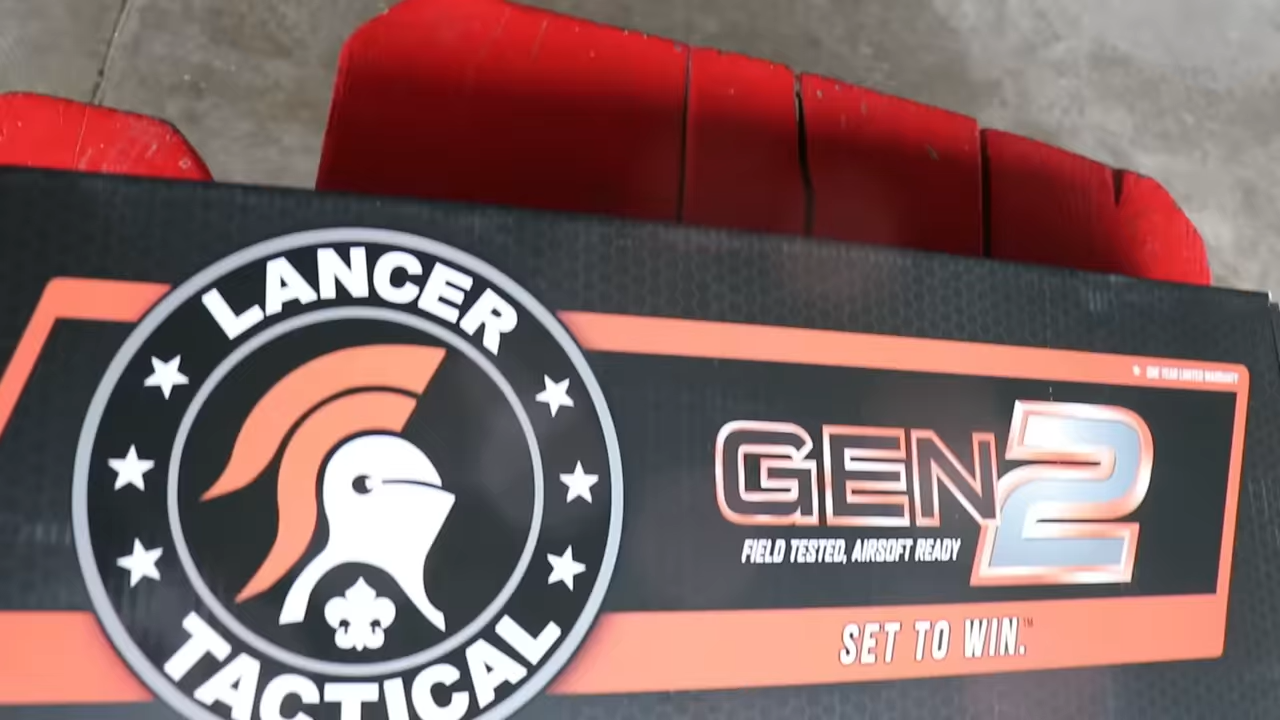 LANCER
TACTICAL
ONE YEAR LIMITED WARRANTY
GEN2
FIELD TESTED, AIRSOFT READY
SET TO WIN.™